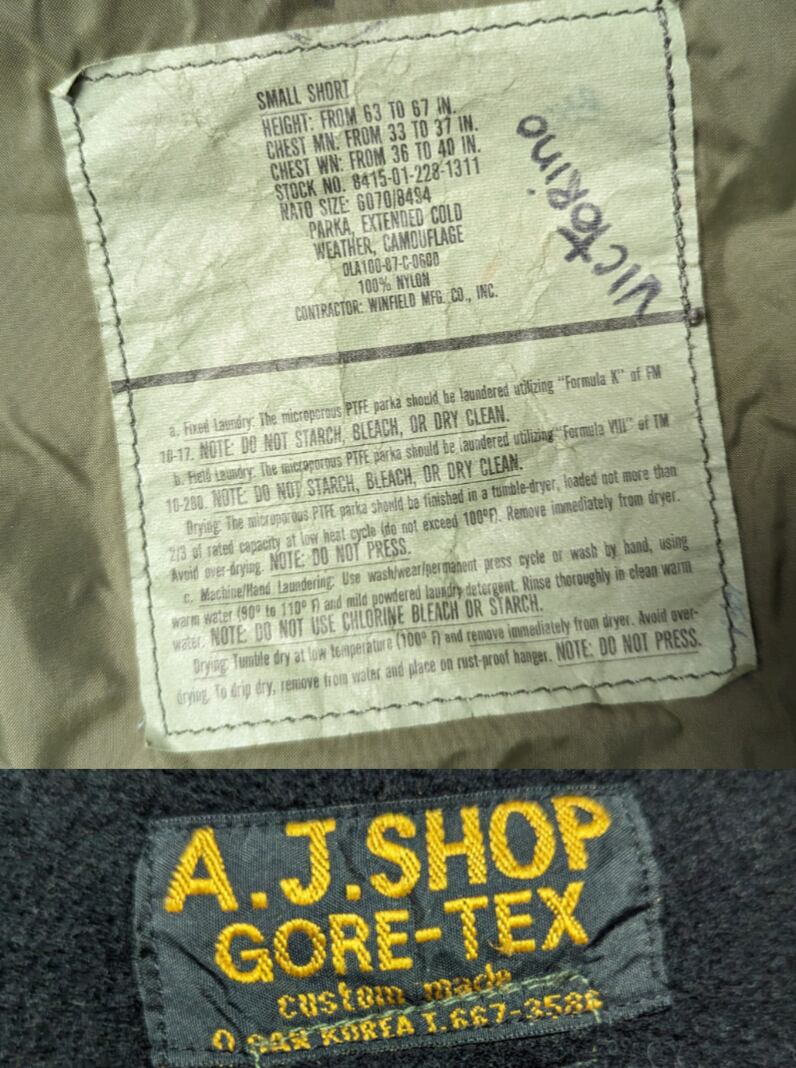 SMALL SHORT
HEIGHT: FROM 63 TO 67 IN.
CHEST MN: FROM 33 TO 37 IN.
CHEST WN: FROM 36 TO 40 IN.
STOCK NO. 8415-01-228-1311
NATO SIZE: 6070/8494
PARKA, EXTENDED COLD
WEATHER, CAMOUFLAGE
DLA100-87-C-0600
100% NYLON
CONTRACTOR: WINFIELD MFG. CO., INC.
VICTORino
a. Fixed Laundry: The microporous PTFE parka should be laundered utilizing "Formula X" of FM
10-17. NOTE: DO NOT STARCH, BLEACH, OR DRY CLEAN.
b. Field Laundry: The microporous PTFE parka should be laundered utilizing "Formula VIII" of TM
10-280. NOTE: DO NOT STARCH, BLEACH, OR DRY CLEAN.
Drying: The microporous PTFE parka should be finished in a tumble-dryer, loaded not more than
2/3 of rated capacity at low heat cycle (do not exceed 100°F). Remove immediately from dryer.
Avoid over-drying. NOTE: DO NOT PRESS.
c. Machine/Hand Laundering: Use wash/wear/permanent press cycle or wash by hand, using
warm water (90° to 110° F) and mild powdered laundry detergent. Rinse thoroughly in clean warm
water. NOTE: DO NOT USE CHLORINE BLEACH OR STARCH.
Drying: Tumble dry at low temperature (100° F) and remove immediately from dryer. Avoid over-
drying. To drip dry, remove from water and place on rust-proof hanger. NOTE: DO NOT PRESS.
A.J.SHOP
GORE-TEX
custom made
SAN KOREA T.667-3586